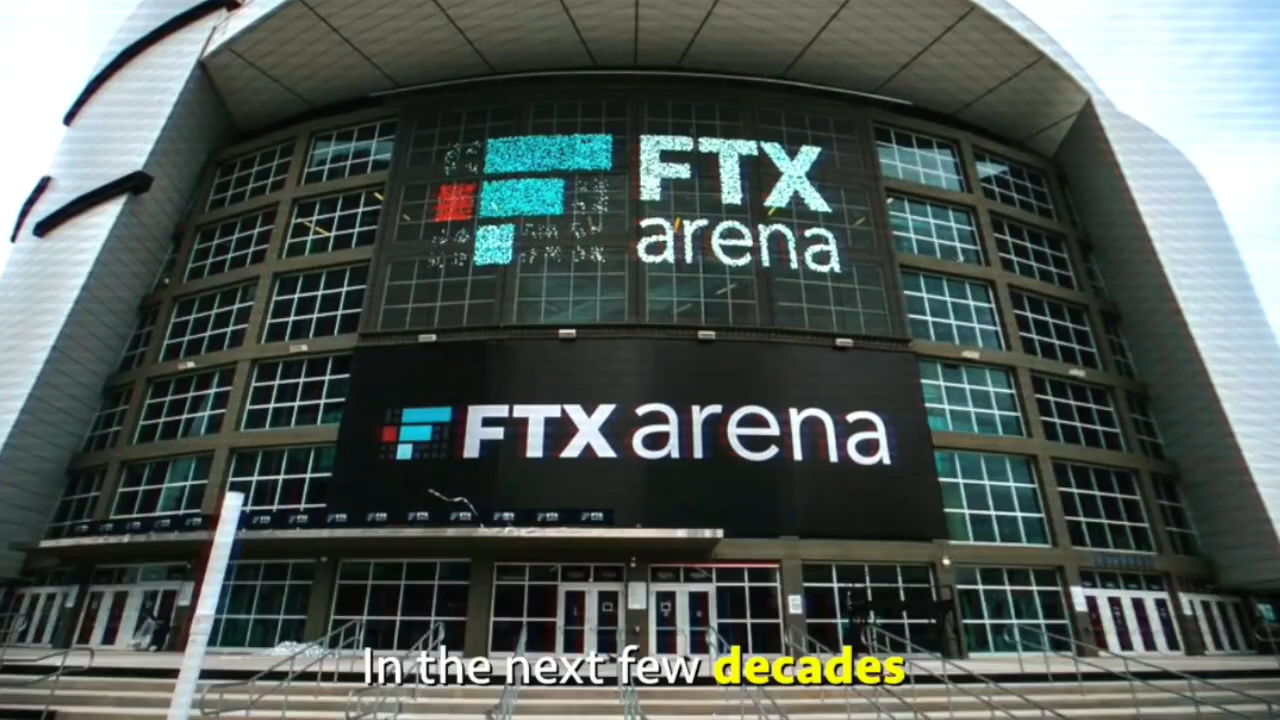 FTX
arena
FTX arena
In the next few decades